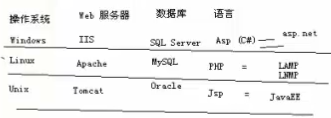 操作系统 Web 服务器 数据库 语言
Windows IIS SQL Server Asp (C#) — asp.net
Linux Apache MySQL PHP = LAMP
LNMP
Unix Tomcat Oracle Jsp = JavaEE